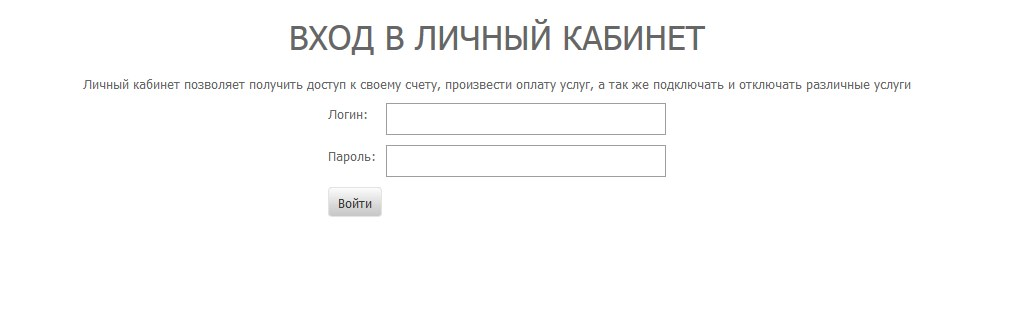 ВХОД В ЛИЧНЫЙ КАБИНЕТ
Личный кабинет позволяет получить доступ к своему счету, произвести оплату услуг, а так же подключать и отключать различные услуги
Логин:
Пароль:
Войти